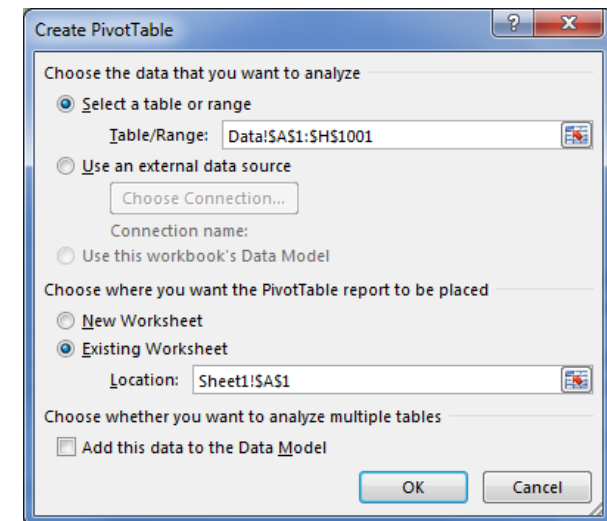 Create PivotTable
?
Choose the data that you want to analyze
Select a table or range
Table/Range: Data!$A$1:$H$1001
Use an external data source
Choose Connection...
Connection name:
Use this workbook's Data Model
Choose where you want the PivotTable report to be placed
New Worksheet
Existing Worksheet
Location: Sheet1!$A$1
Choose whether you want to analyze multiple tables
Add this data to the Data Model
OK Cancel